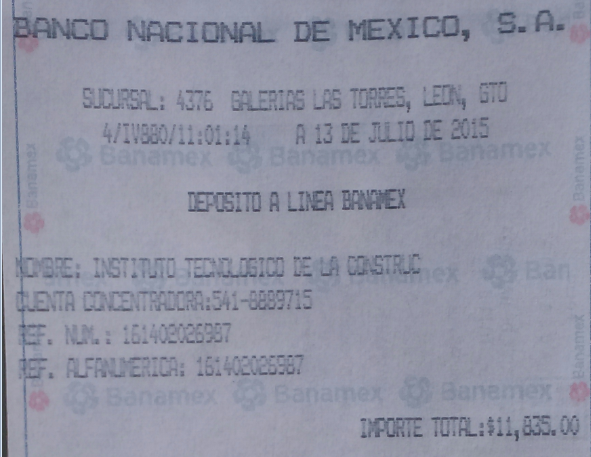 BANCO NACIONAL DE MEXICO, S.A.
SUCURSAL: 4376 GALERIAS LAS TORRES, LEON, GTO
4/IV880/11:01:14 A 13 DE JULIO DE 2015
DEPOSITO A LINEA BANAMEX
NOMBRE: INSTITUTO TECNOLOGICO DE LA CONSTRUC
CUENTA CONCENTRADORA:541-6889715
REF. NUM.: 161402026987
REF. ALFANUMERICA: 161402026987
IMPORTE TOTAL:$11,835.00